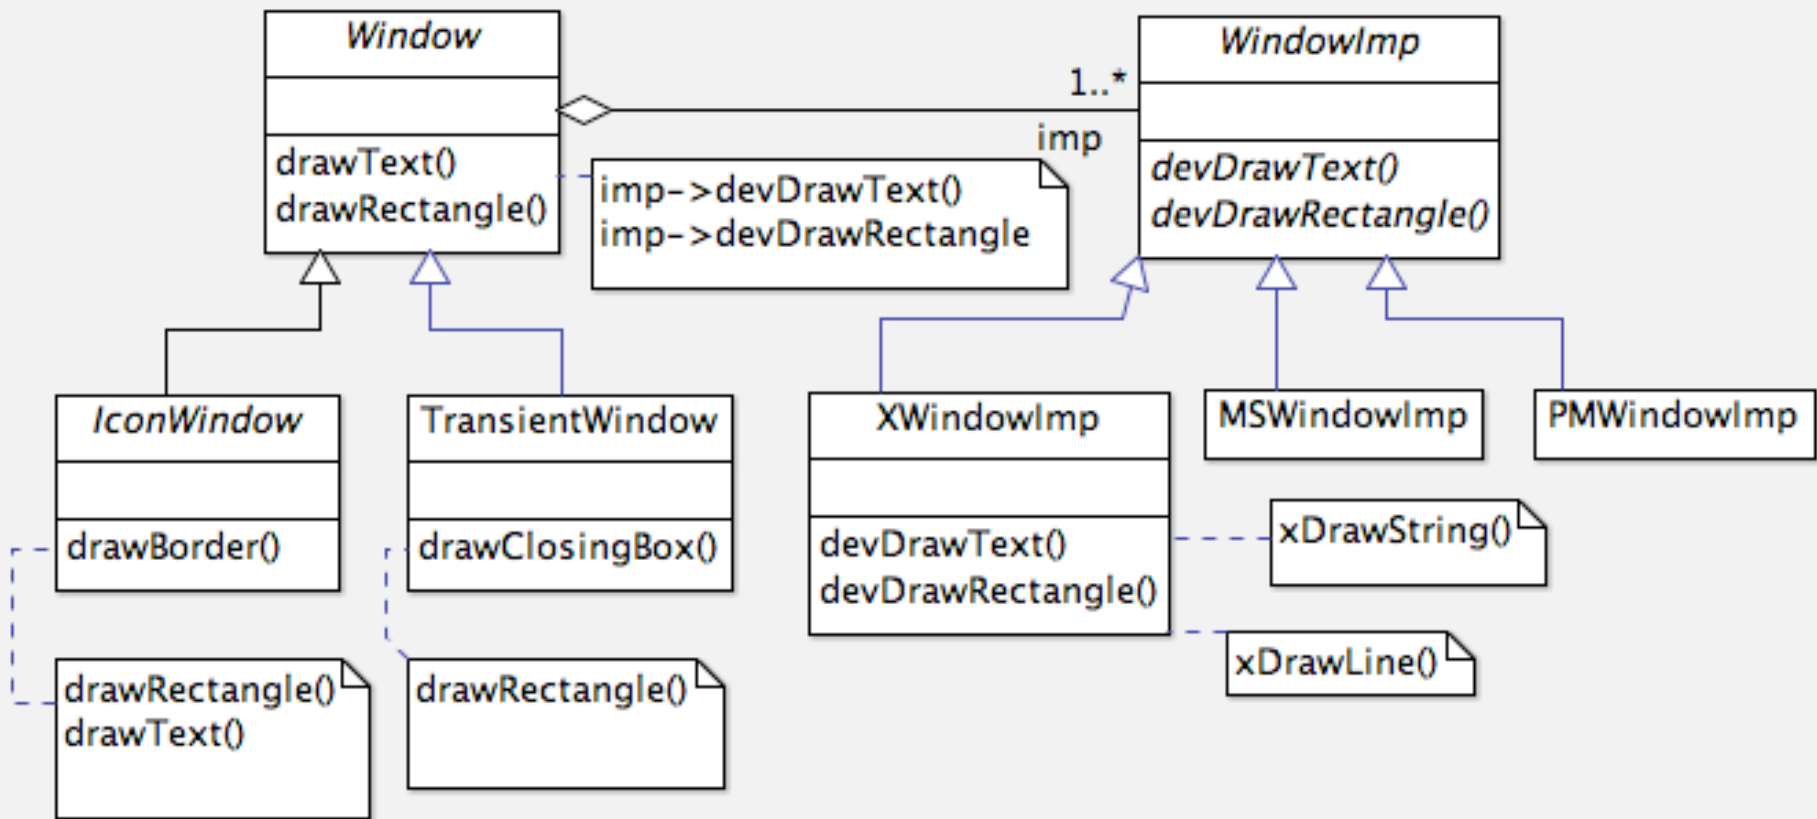 Window
drawText()
drawRectangle()
1..*
imp
WindowImp
devDrawText()
devDrawRectangle()
imp->devDrawText()
imp->devDrawRectangle
IconWindow
drawBorder()
TransientWindow
drawClosingBox()
XWindowImp
devDrawText()
devDrawRectangle()
MSWindowImp
PMWindowImp
xDrawString()
xDrawLine()
drawRectangle()
drawText()
drawRectangle()